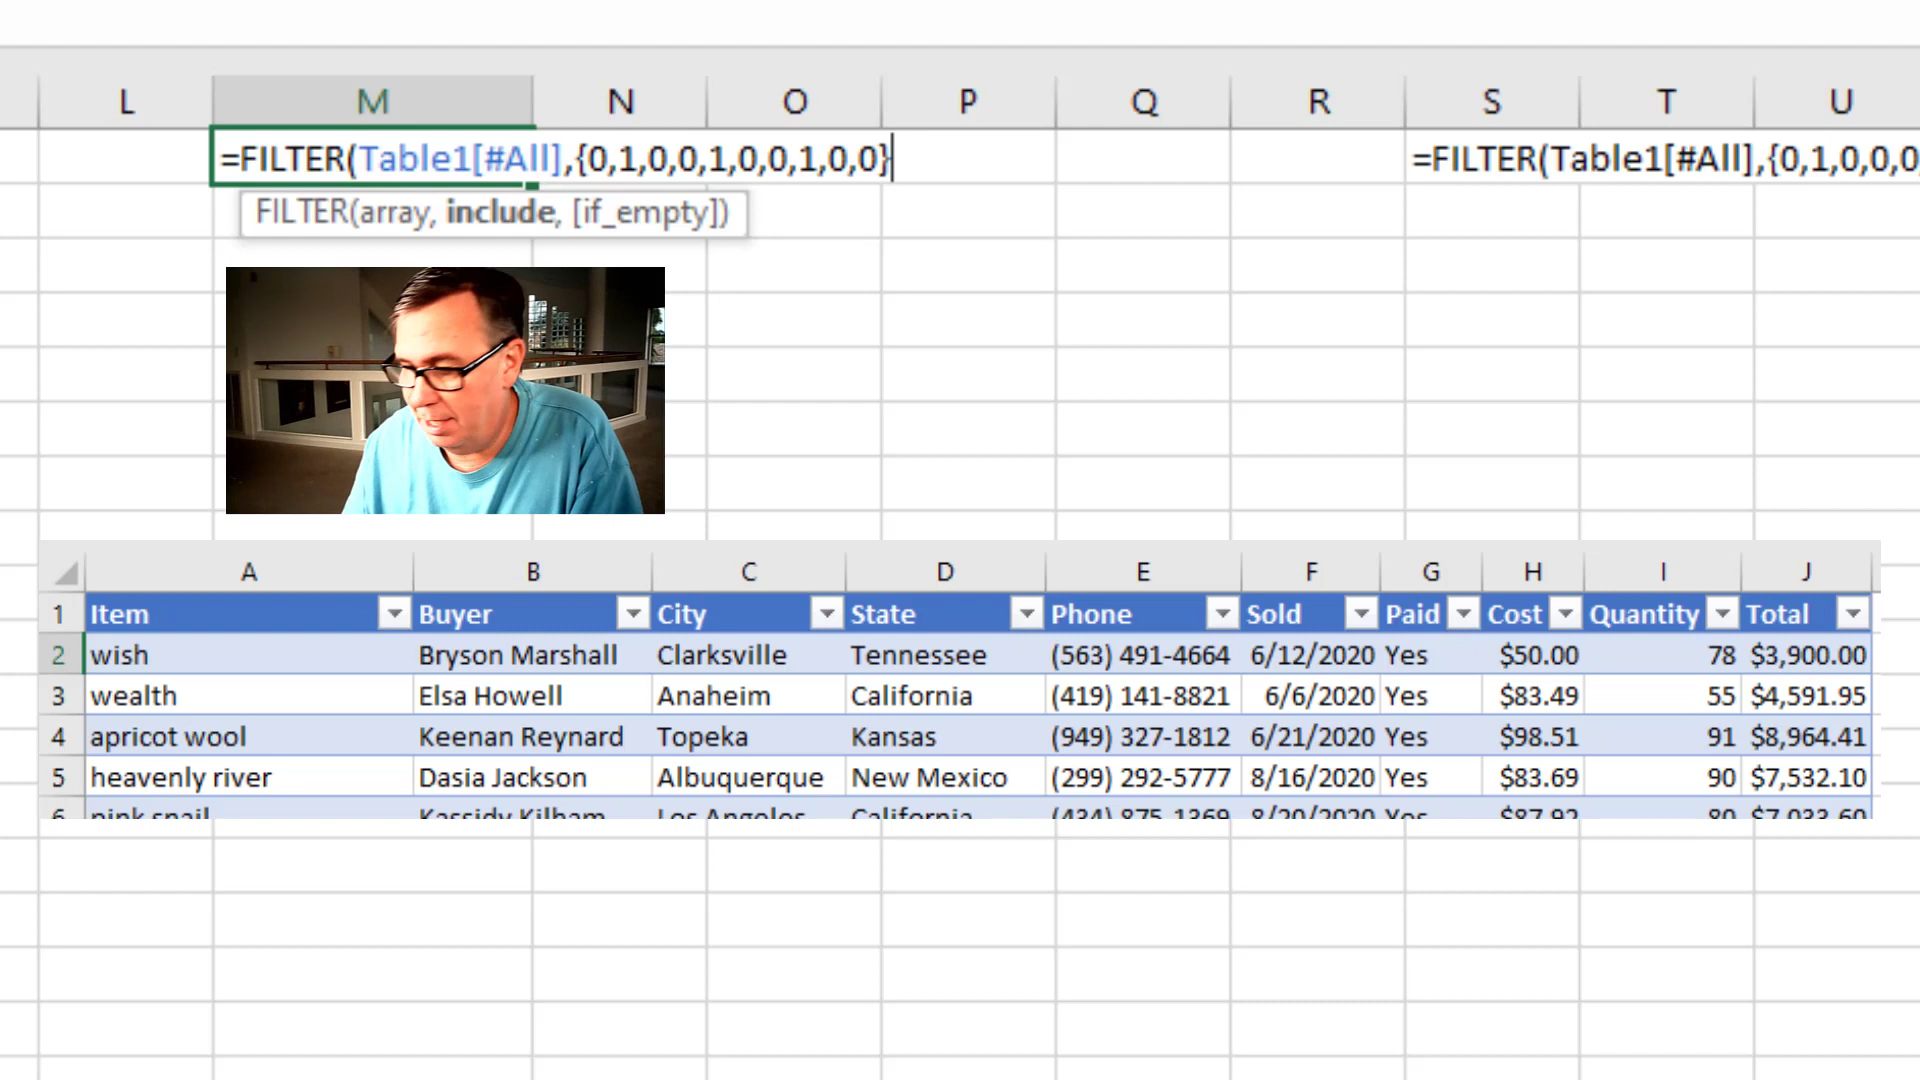 L M N O P Q R S T U
=FILTER(Table1[#All],{0,1,0,0,1,0,0,1,0,0} =FILTER(Table1[#All],{0,1,0,0,0
FILTER(array, include, [if_empty])
A B C D E F G H I J
1 Item Buyer City State Phone Sold Paid Cost Quantity Total
2 wish Bryson Marshall Clarksville Tennessee (563) 491-4664 6/12/2020 Yes $50.00 78 $3,900.00
3 wealth Elsa Howell Anaheim California (419) 141-8821 6/6/2020 Yes $83.49 55 $4,591.95
4 apricot wool Keenan Reynard Topeka Kansas (949) 327-1812 6/21/2020 Yes $98.51 91 $8,964.41
5 heavenly river Dasia Jackson Albuquerque New Mexico (299) 292-5777 8/16/2020 Yes $83.69 90 $7,532.10
6 pink snail Kassidy Kilham Los Angeles California (434) 875-1369 8/20/2020 Yes $87.92 80 $7,033.60